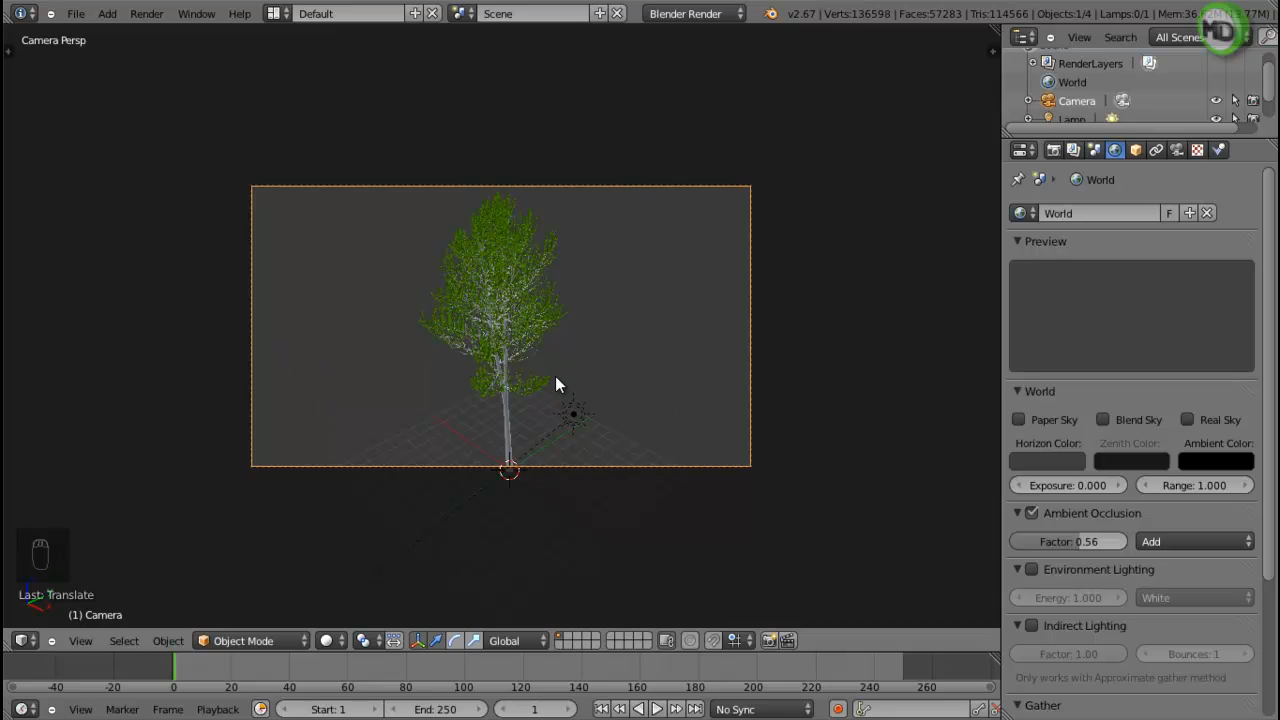 File Add Render Window Help Default Scene Blender Render v2.67 | Verts:136598 | Faces:57283 | Tris:114566 | Objects:1/4 | Lamps:0/1 |
Camera Persp
View Search All Scenes
RenderLayers
World
Camera
Lamp
World
World F
Preview
World
Paper Sky Blend Sky Real Sky
Horizon Color: Zenith Color: Ambient Color:
Exposure: 0.000 Range: 1.000
Ambient Occlusion
Factor: 0.56 Add
Environment Lighting
Energy: 1.000 White
Indirect Lighting
Factor: 1.00 Bounces: 1
Only works with Approximate gather method
Gather
Last: Translate
(1) Camera
View Select Object Object Mode Global
-40 -20 0 20 40 60 80 100 120 140 160 180 200 220 240 260
View Marker Frame Playback Start: 1 End: 250 1 No Sync